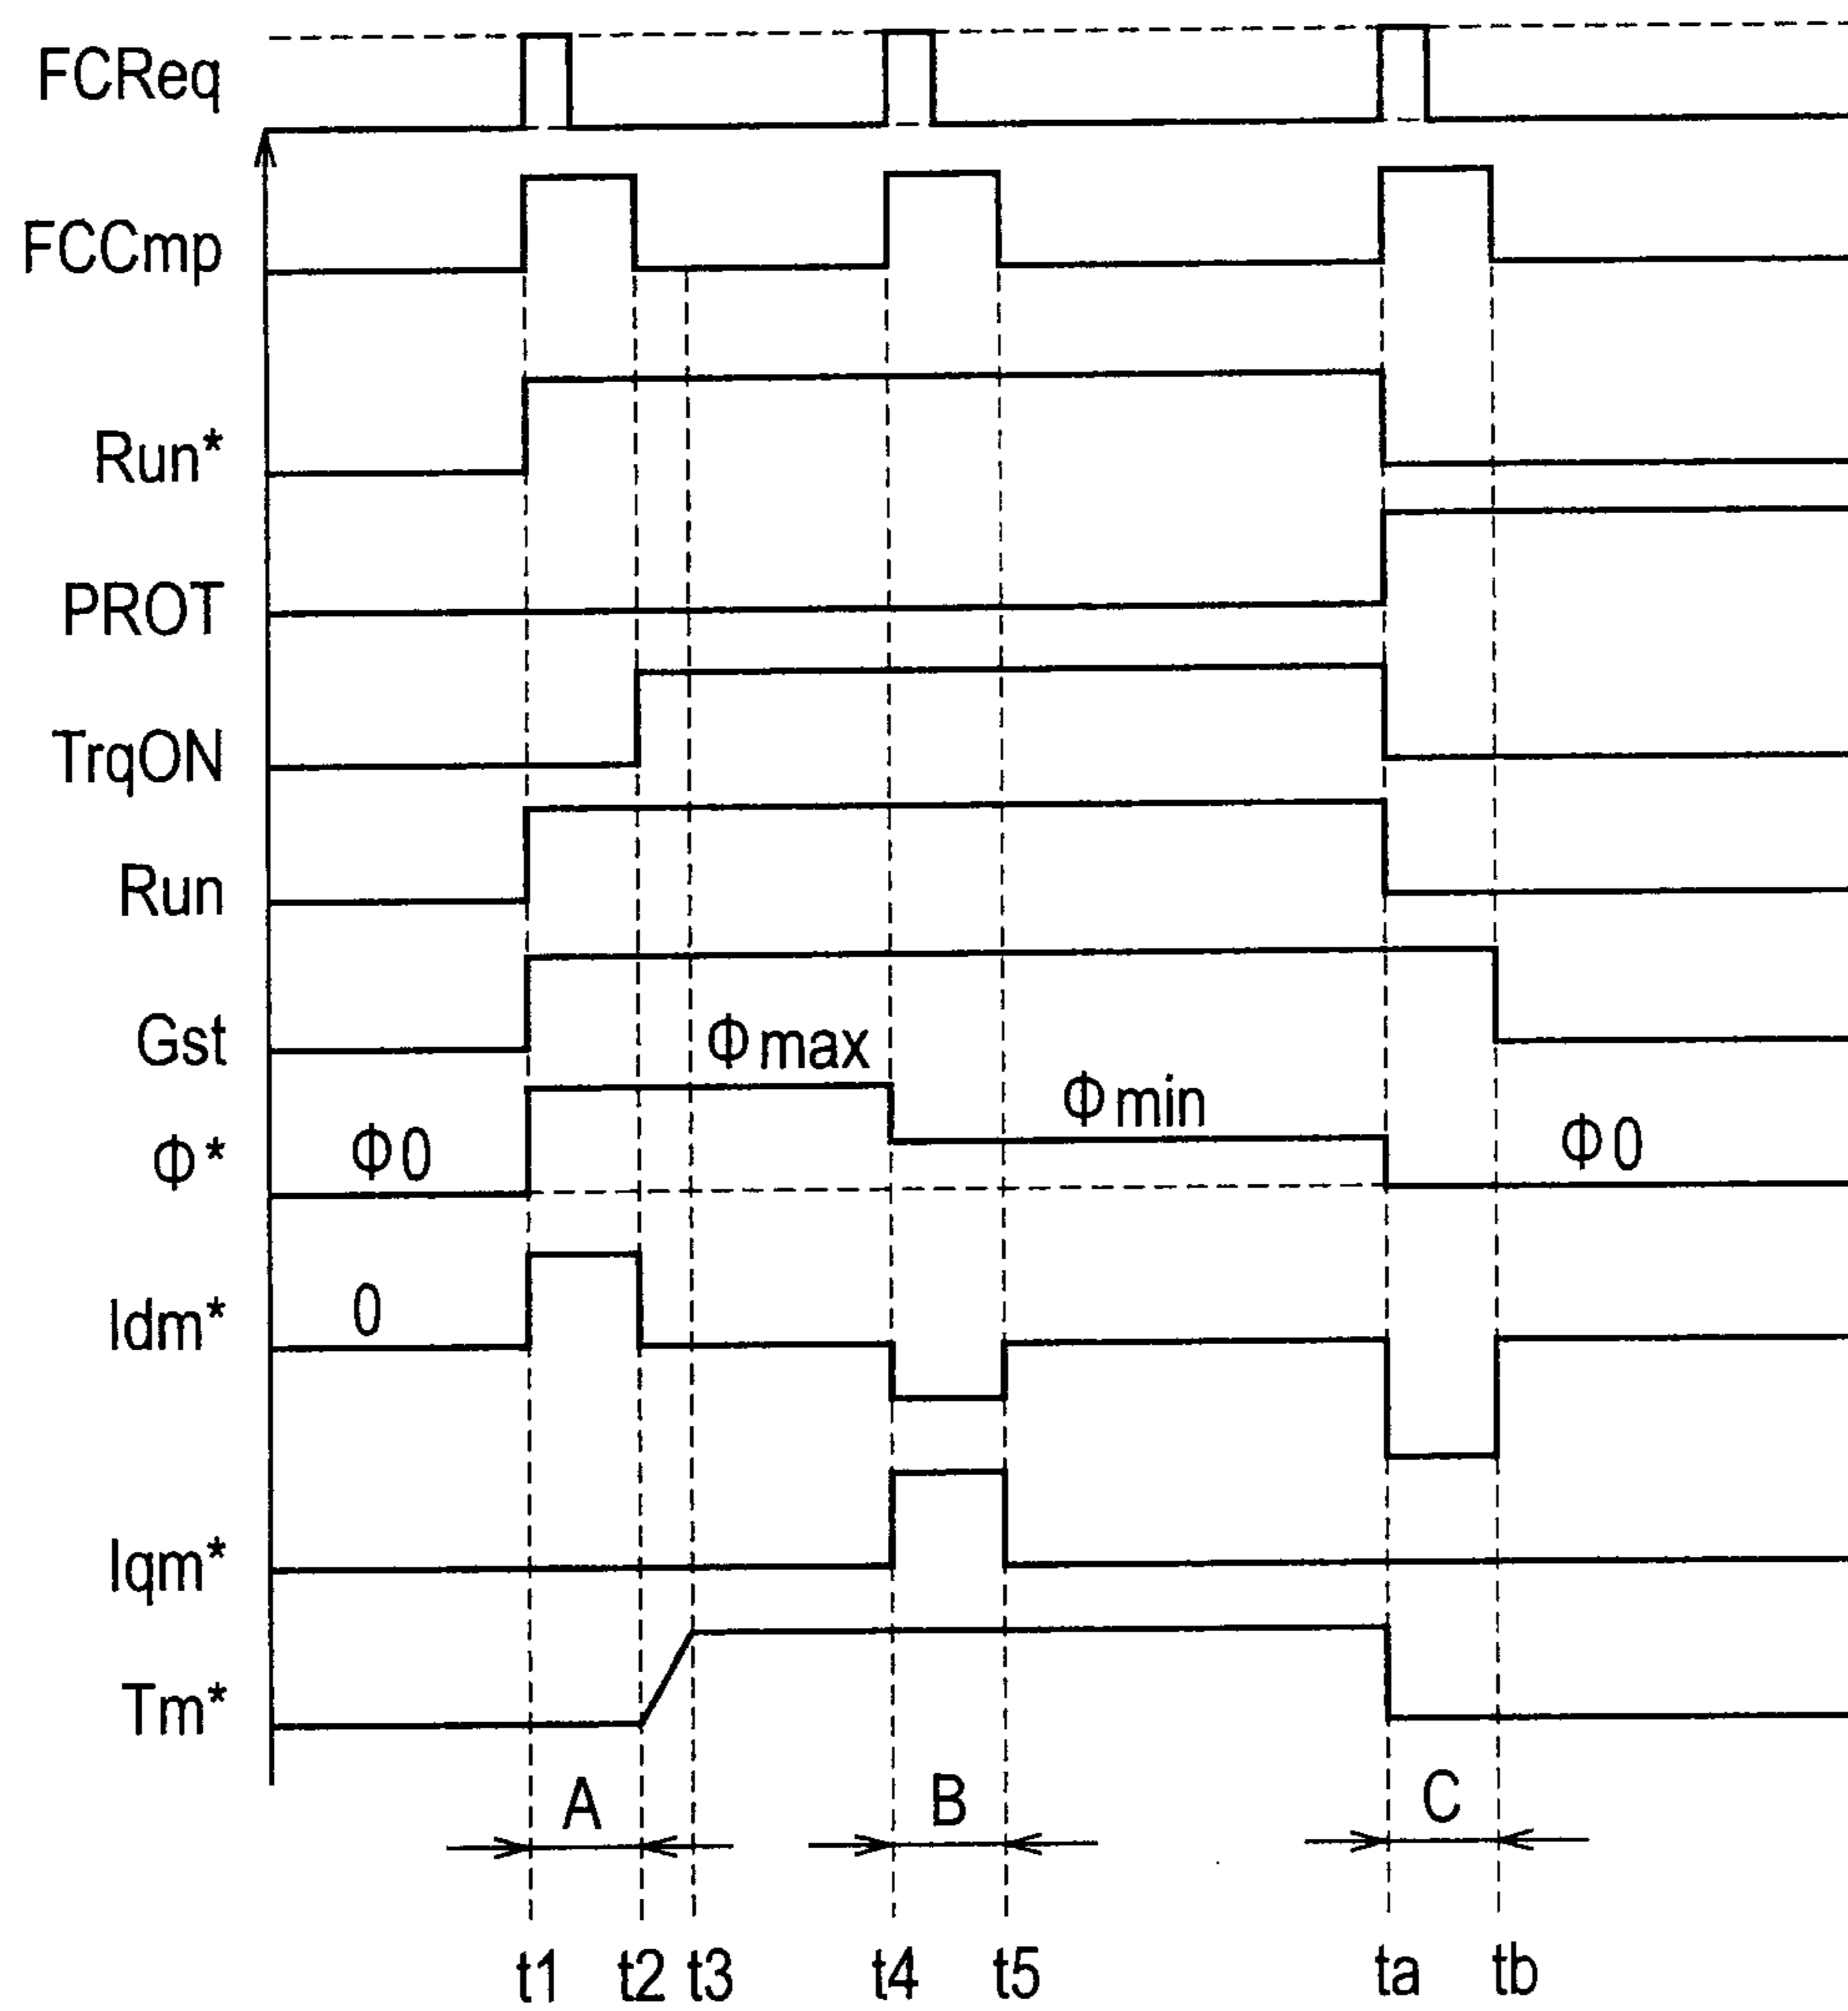 FCReq
FCCmp
Run*
PROT
TrqON
Run
Gst
Φmax
Φmin
Φ*
Φ0
Φ0
Idm*
0
Iqm*
Tm*
A
B
C
t1
t2
t3
t4
t5
ta
tb